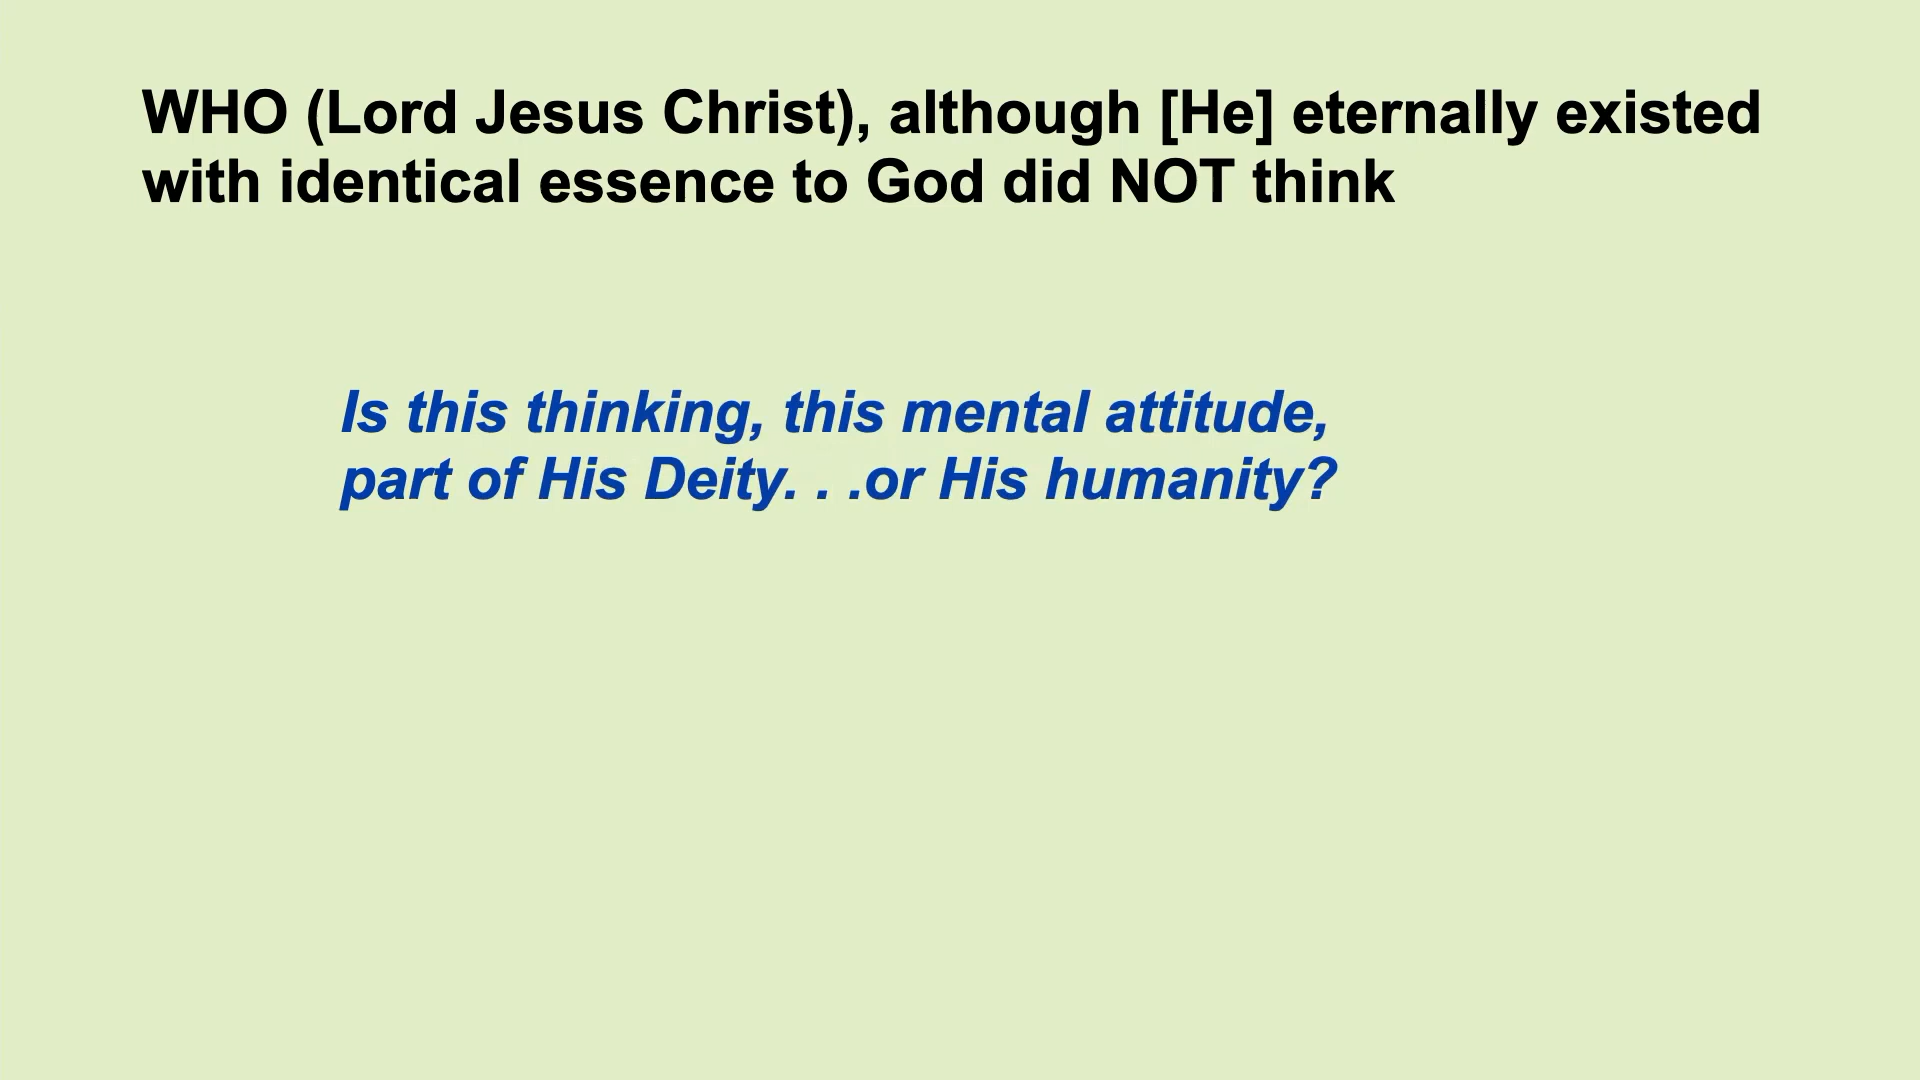 WHO (Lord Jesus Christ), although [He] eternally existed
with identical essence to God did NOT think
Is this thinking, this mental attitude,
part of His Deity. . .or His humanity?